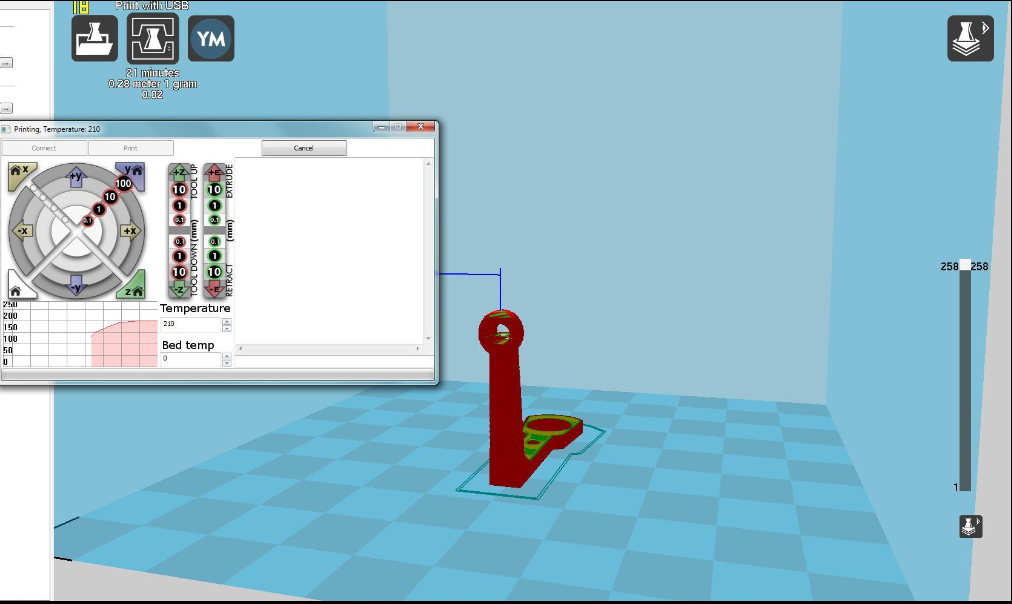 Print with USB
YM
21 minutes
0.28 meter 1 gram
0.02
Printing, Temperature: 210
Connect
Print
Cancel
x
+y
y
100
10
1
0.1
-x
+x
-y
z
+Z
10
1
0.1
0.1
1
10
-Z
TOOL UP
TOOL DOWN (mm)
+E
10
1
0.1
0.1
1
10
-E
EXTRUDE
(mm)
RETRACT
250
200
150
100
50
0
Temperature
210
Bed temp
0
258
258
1